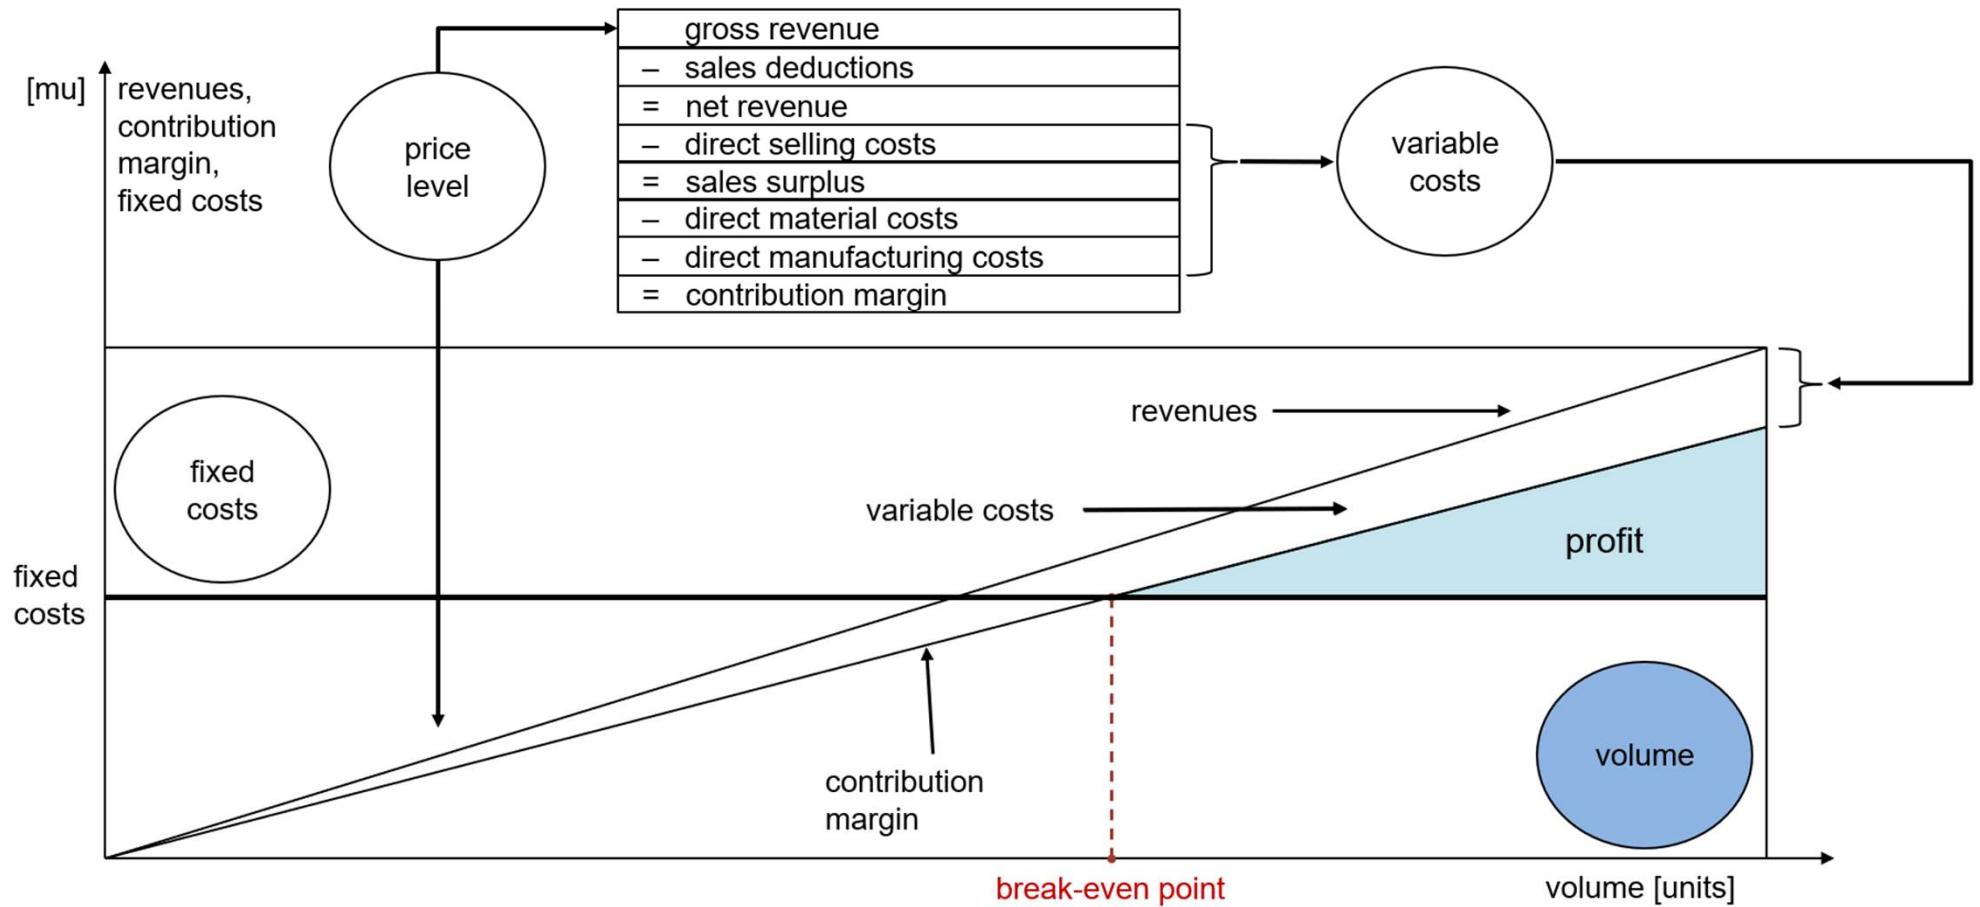 [mu]
revenues,
contribution
margin,
fixed costs
price
level
gross revenue
– sales deductions
= net revenue
– direct selling costs
= sales surplus
– direct material costs
– direct manufacturing costs
= contribution margin
variable
costs
fixed
costs
revenues
variable costs
profit
fixed
costs
contribution
margin
volume
break-even point
volume [units]